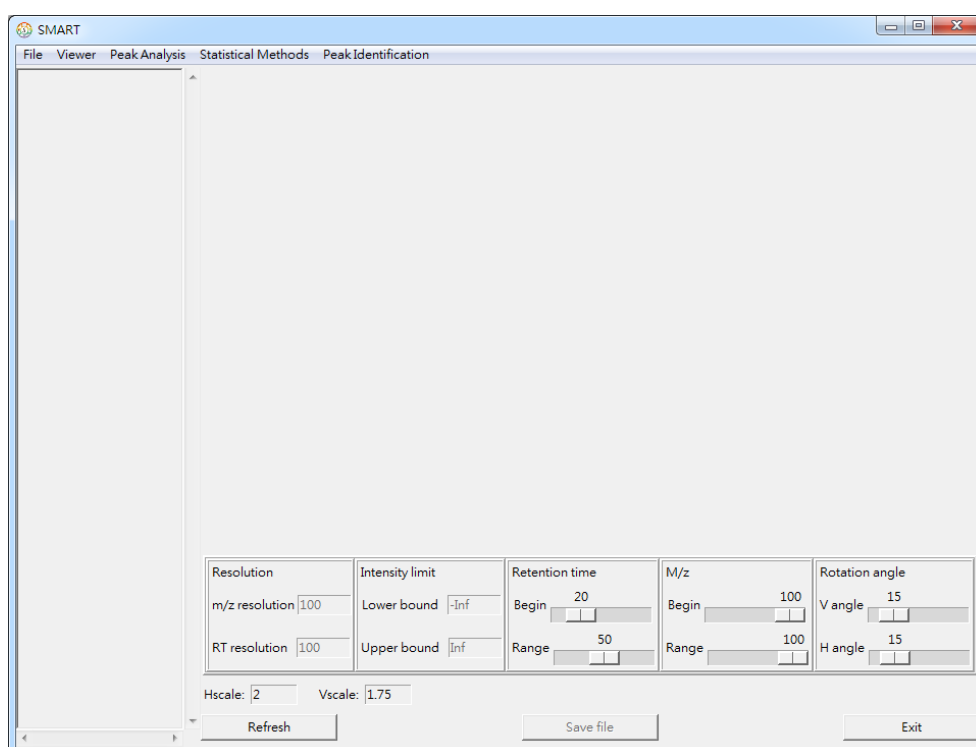 SMART
File Viewer Peak Analysis Statistical Methods Peak Identification
Resolution Intensity limit Retention time M/z Rotation angle
20 100 15
m/z resolution 100 Lower bound -Inf Begin Begin V angle
50 100 15
RT resolution 100 Upper bound Inf Range Range H angle
Hscale: 2 Vscale: 1.75
Refresh Save file Exit